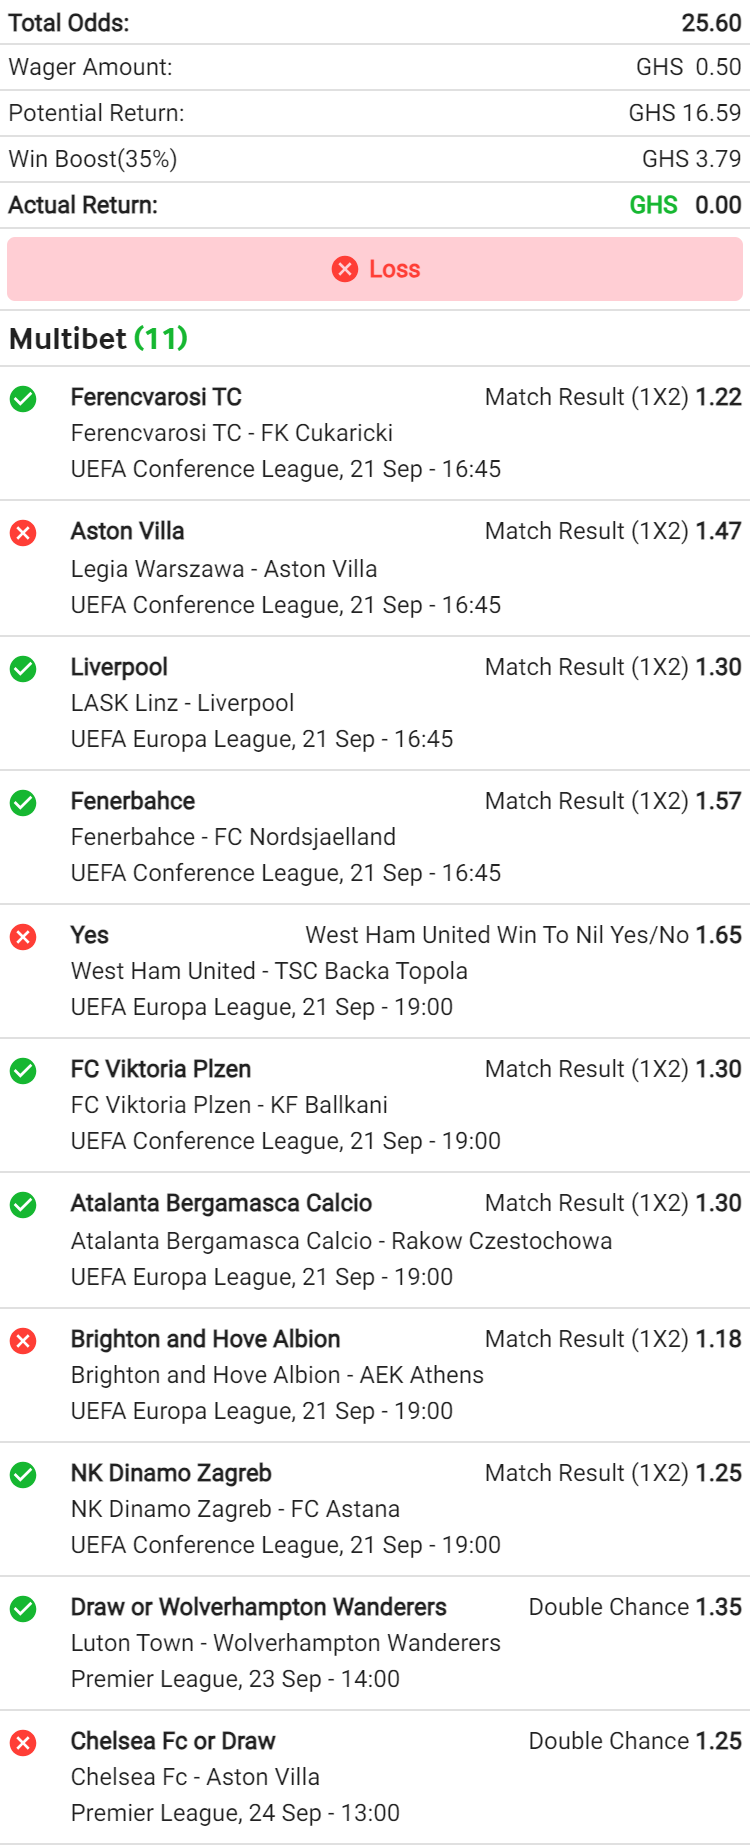 Total Odds: 25.60
Wager Amount: GHS 0.50
Potential Return: GHS 16.59
Win Boost(35%) GHS 3.79
Actual Return: GHS 0.00
Loss
Multibet (11)
Ferencvarosi TC Match Result (1X2) 1.22
Ferencvarosi TC - FK Cukaricki
UEFA Conference League, 21 Sep - 16:45
Aston Villa Match Result (1X2) 1.47
Legia Warszawa - Aston Villa
UEFA Conference League, 21 Sep - 16:45
Liverpool Match Result (1X2) 1.30
LASK Linz - Liverpool
UEFA Europa League, 21 Sep - 16:45
Fenerbahce Match Result (1X2) 1.57
Fenerbahce - FC Nordsjaelland
UEFA Conference League, 21 Sep - 16:45
Yes West Ham United Win To Nil Yes/No 1.65
West Ham United - TSC Backa Topola
UEFA Europa League, 21 Sep - 19:00
FC Viktoria Plzen Match Result (1X2) 1.30
FC Viktoria Plzen - KF Ballkani
UEFA Conference League, 21 Sep - 19:00
Atalanta Bergamasca Calcio Match Result (1X2) 1.30
Atalanta Bergamasca Calcio - Rakow Czestochowa
UEFA Europa League, 21 Sep - 19:00
Brighton and Hove Albion Match Result (1X2) 1.18
Brighton and Hove Albion - AEK Athens
UEFA Europa League, 21 Sep - 19:00
NK Dinamo Zagreb Match Result (1X2) 1.25
NK Dinamo Zagreb - FC Astana
UEFA Conference League, 21 Sep - 19:00
Draw or Wolverhampton Wanderers Double Chance 1.35
Luton Town - Wolverhampton Wanderers
Premier League, 23 Sep - 14:00
Chelsea Fc or Draw Double Chance 1.25
Chelsea Fc - Aston Villa
Premier League, 24 Sep - 13:00